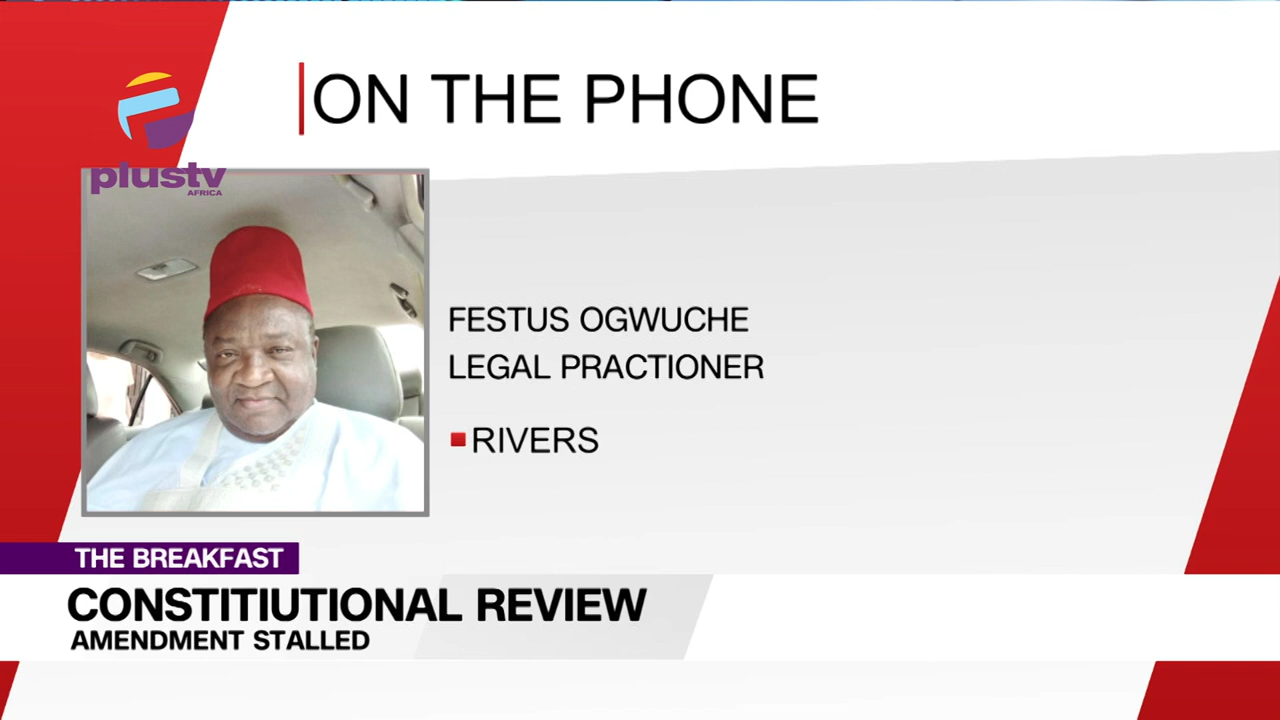 ON THE PHONE
plustv
AFRICA
FESTUS OGWUCHE
LEGAL PRACTIONER
RIVERS
THE BREAKFAST
CONSTITIUTIONAL REVIEW
AMENDMENT STALLED